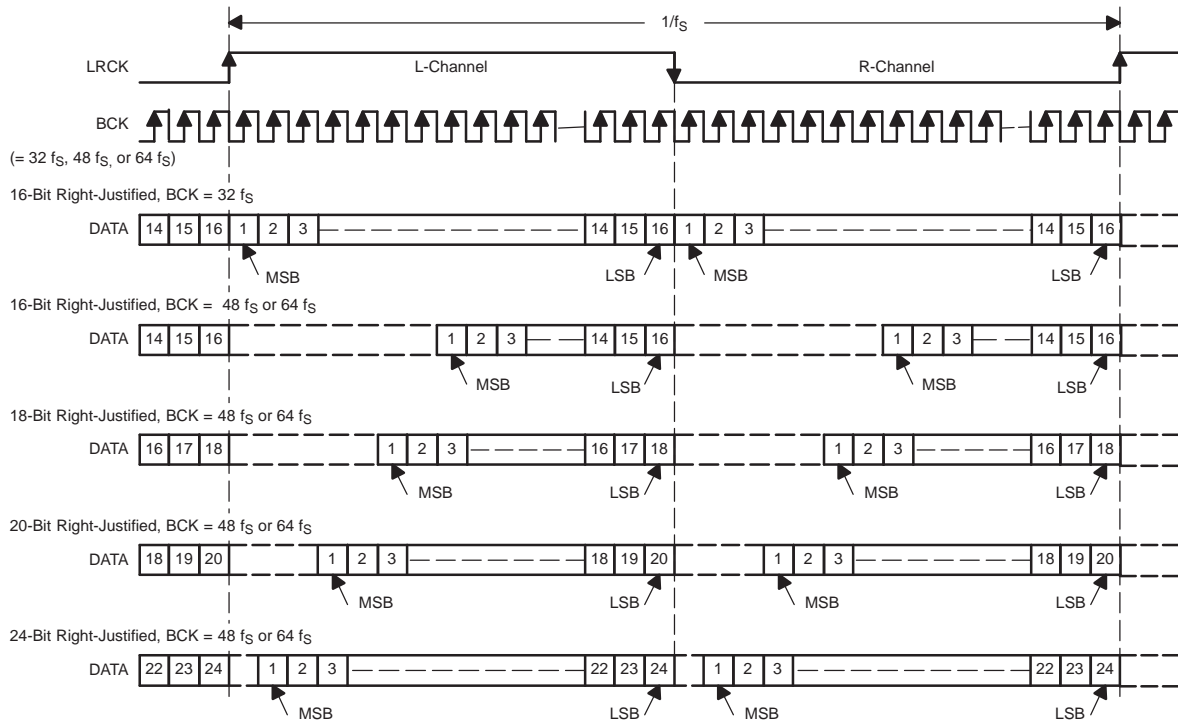 1/fS
LRCK L-Channel R-Channel
BCK
(= 32 fS, 48 fS, or 64 fS)
16-Bit Right-Justified, BCK = 32 fS
DATA 14 15 16 1 2 3 14 15 16 1 2 3 14 15 16
MSB LSB MSB LSB
16-Bit Right-Justified, BCK = 48 fS or 64 fS
DATA 14 15 16 1 2 3 14 15 16 1 2 3 14 15 16
MSB LSB MSB LSB
18-Bit Right-Justified, BCK = 48 fS or 64 fS
DATA 16 17 18 1 2 3 16 17 18 1 2 3 16 17 18
MSB LSB MSB LSB
20-Bit Right-Justified, BCK = 48 fS or 64 fS
DATA 18 19 20 1 2 3 18 19 20 1 2 3 18 19 20
MSB LSB MSB LSB
24-Bit Right-Justified, BCK = 48 fS or 64 fS
DATA 22 23 24 1 2 3 22 23 24 1 2 3 22 23 24
MSB LSB MSB LSB